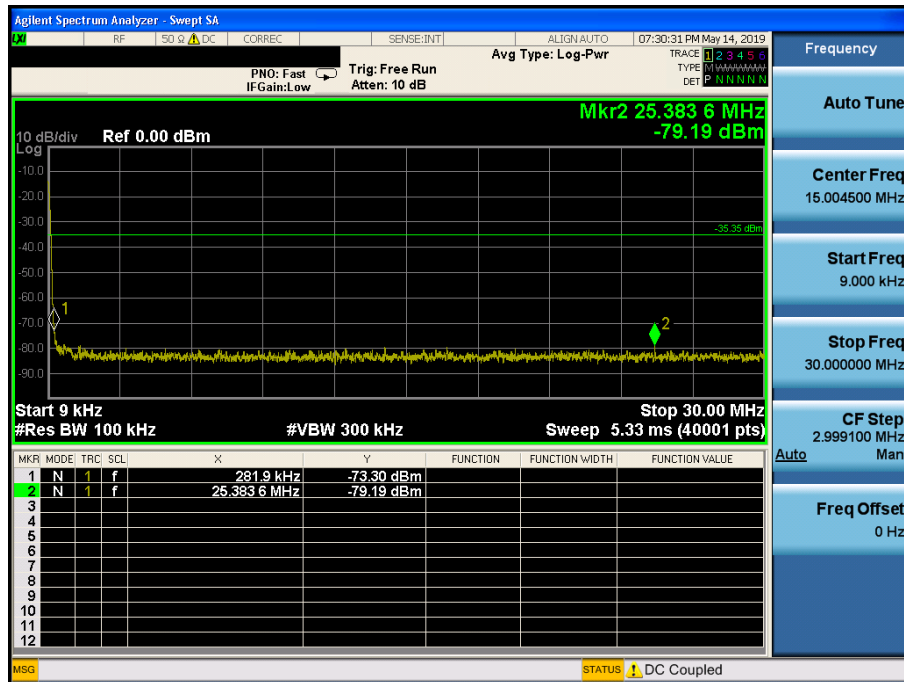 Agilent Spectrum Analyzer - Swept SA
LXI RF 50 Ω DC CORREC SENSE:INT ALIGN AUTO 07:30:31 PM May 14, 2019
Avg Type: Log-Pwr TRACE 1 2 3 4 5 6
PNO: Fast Trig: Free Run TYPE M WWWWW
IFGain:Low Atten: 10 dB DET P N N N N N
Mkr2 25.383 6 MHz
10 dB/div Ref 0.00 dBm -79.19 dBm
Log
-10.0
-20.0
-30.0
-35.35 dBm
-40.0
-50.0
-60.0
1
-70.0
2
-80.0
-90.0
Start 9 kHz Stop 30.00 MHz
#Res BW 100 kHz #VBW 300 kHz Sweep 5.33 ms (40001 pts)
MKR MODE TRC SCL X Y FUNCTION FUNCTION WIDTH FUNCTION VALUE
1 N 1 f 281.9 kHz -73.30 dBm
2 N 1 f 25.383 6 MHz -79.19 dBm
3
4
5
6
7
8
9
10
11
12
MSG STATUS DC Coupled
Frequency
Auto Tune
Center Freq
15.004500 MHz
Start Freq
9.000 kHz
Stop Freq
30.000000 MHz
CF Step
2.999100 MHz
Auto Man
Freq Offset
0 Hz